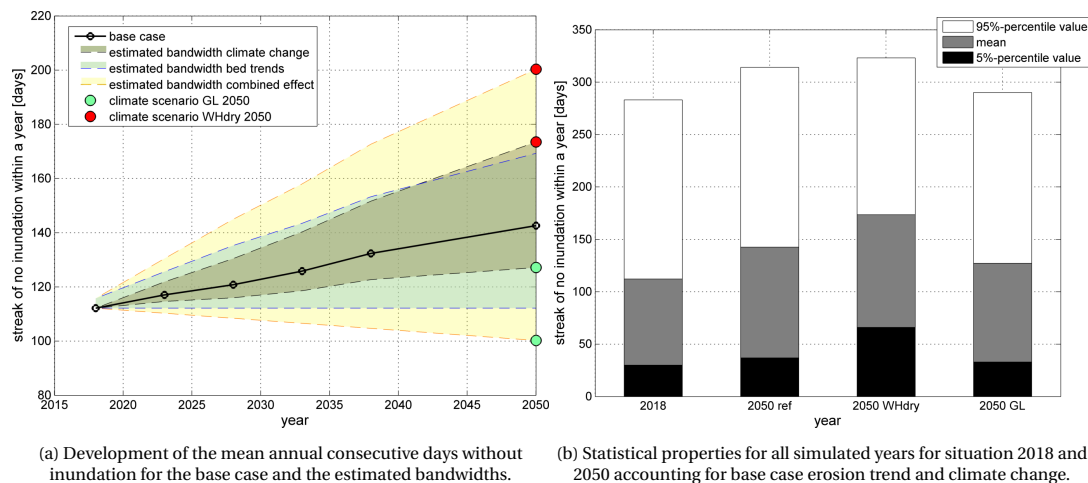 220
200
180
160
140
120
100
80
streak of no inundation within a year [days]
base case
estimated bandwidth climate change
estimated bandwidth bed trends
estimated bandwidth combined effect
climate scenario GL 2050
climate scenario WHdry 2050
2015
2020
2025
2030
2035
2040
2045
2050
year
(a) Development of the mean annual consecutive days without
inundation for the base case and the estimated bandwidths.
350
300
250
200
150
100
50
0
streak of no inundation within a year [days]
95%-percentile value
mean
5%-percentile value
2018
2050 ref
2050 WHdry
2050 GL
year
(b) Statistical properties for all simulated years for situation 2018 and
2050 accounting for base case erosion trend and climate change.